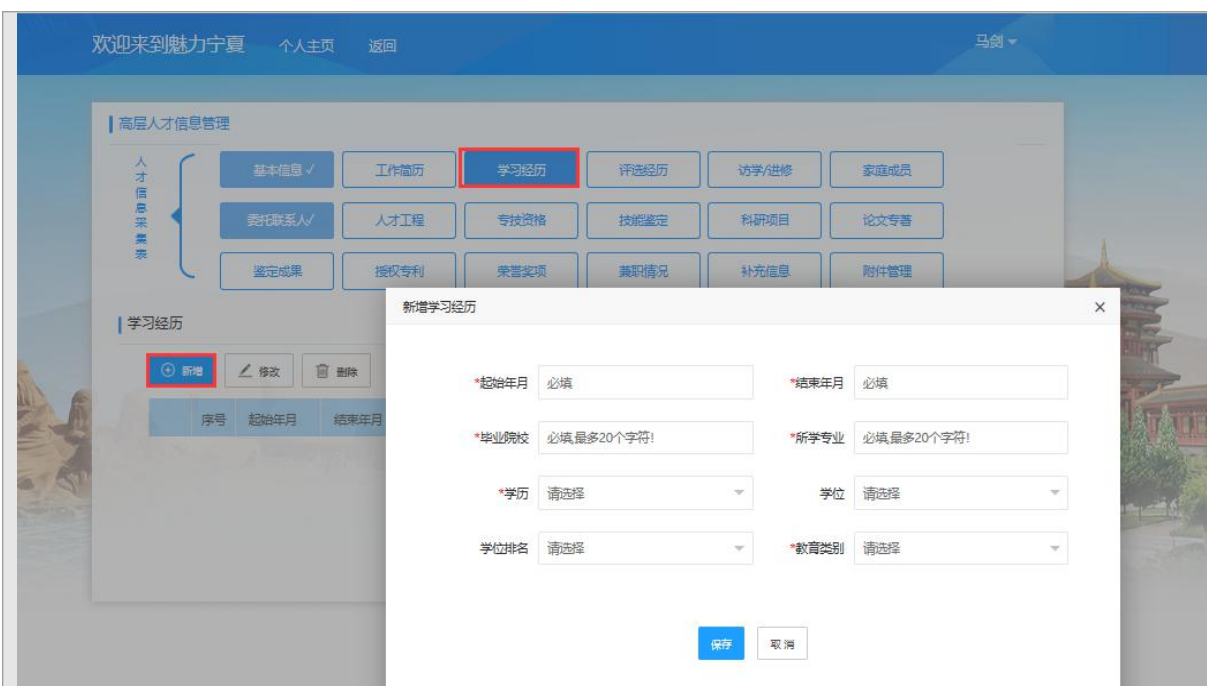 欢迎来到魅力宁夏 个人主页 返回 马剑
高层人才信息管理
人才信息采集表
基本信息✓ 工作简历 学习经历 评选经历 访学/进修 家庭成员
委托联系人✓ 人才工程 专技资格 技能鉴定 科研项目 论文专著
鉴定成果 授权专利 荣誉奖项 兼职情况 补充信息 附件管理
新增学习经历 ×
学习经历
新增 修改 删除
序号 起始年月 结束年月
*起始年月 必填 *结束年月 必填
*毕业院校 必填,最多20个字符! *所学专业 必填,最多20个字符!
*学历 请选择 学位 请选择
学位排名 请选择 *教育类别 请选择
保存 取消